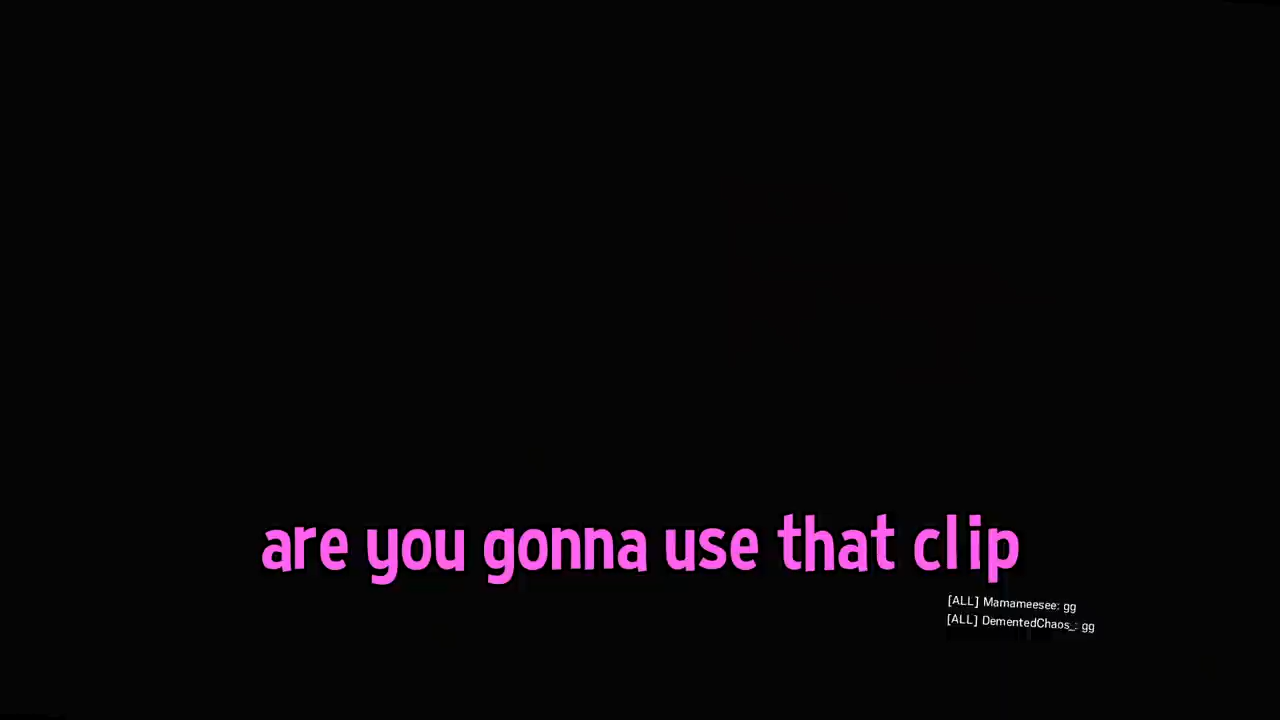 are you gonna use that clip
[ALL] Mamameesee: gg
[ALL] DementedChaos_: gg